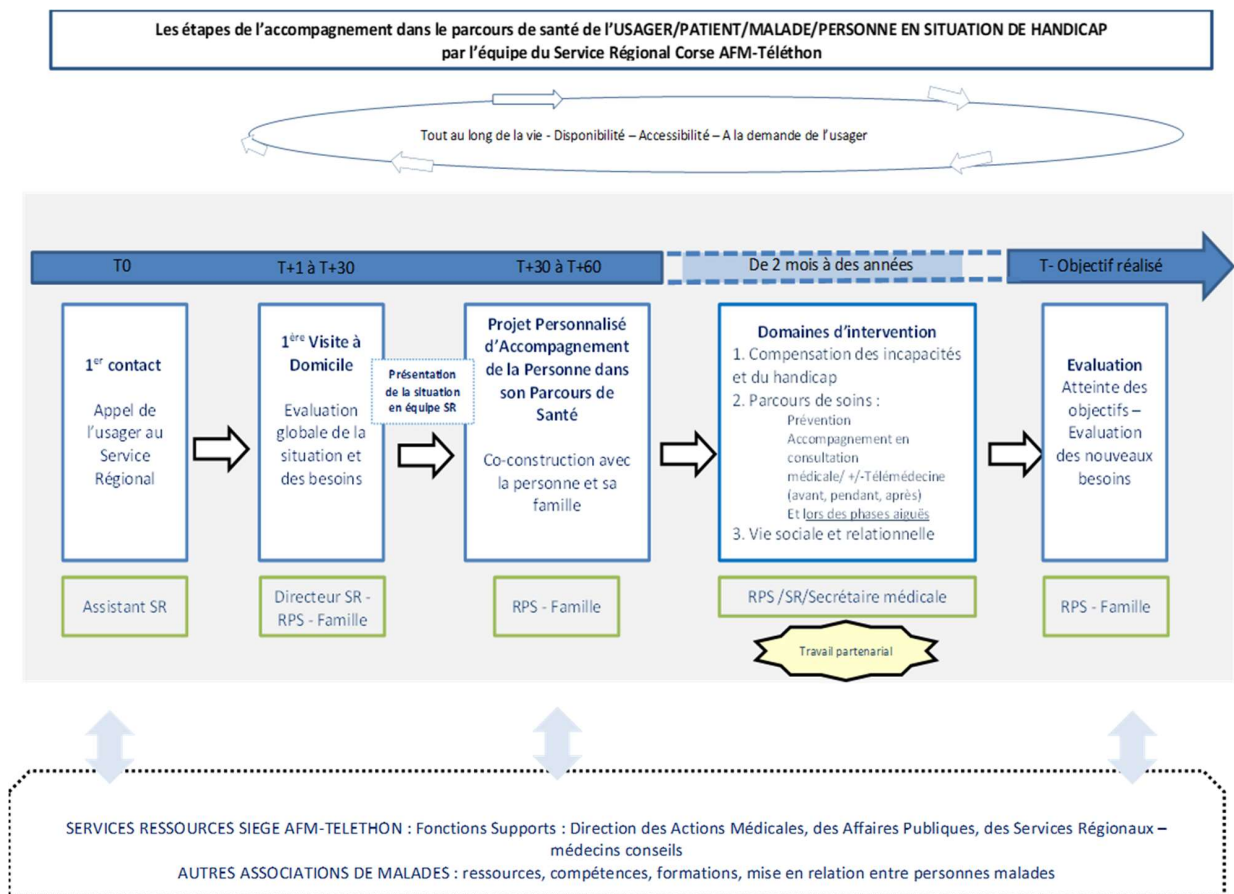 Les étapes de l'accompagnement dans le parcours de santé de l'USAGER/PATIENT/MALADE/PERSONNE EN SITUATION DE HANDICAP
par l'équipe du Service Régional Corse AFM-Téléthon
Tout au long de la vie - Disponibilité – Accessibilité – A la demande de l'usager
T0
T+1 à T+30
T+30 à T+60
De 2 mois à des années
T- Objectif réalisé
1er contact
Appel de
l'usager au
Service
Régional
1ère Visite à
Domicile
Evaluation
globale de la
situation et
des besoins
Présentation
de la situation
en équipe SR
Projet Personnalisé
d'Accompagnement
de la Personne dans
son Parcours de
Santé
Co-construction avec
la personne et sa
famille
Domaines d'intervention
1. Compensation des incapacités
et du handicap
2. Parcours de soins :
Prévention
Accompagnement en
consultation
médicale/ +/-Télémédecine
(avant, pendant, après)
Et lors des phases aiguës
3. Vie sociale et relationnelle
Evaluation
Atteinte des
objectifs –
Evaluation
des nouveaux
besoins
Assistant SR
Directeur SR -
RPS - Famille
RPS - Famille
RPS /SR/Secrétaire médicale
RPS - Famille
Travail partenarial
SERVICES RESSOURCES SIEGE AFM-TELETHON : Fonctions Supports : Direction des Actions Médicales, des Affaires Publiques, des Services Régionaux –
médecins conseils
AUTRES ASSOCIATIONS DE MALADES : ressources, compétences, formations, mise en relation entre personnes malades